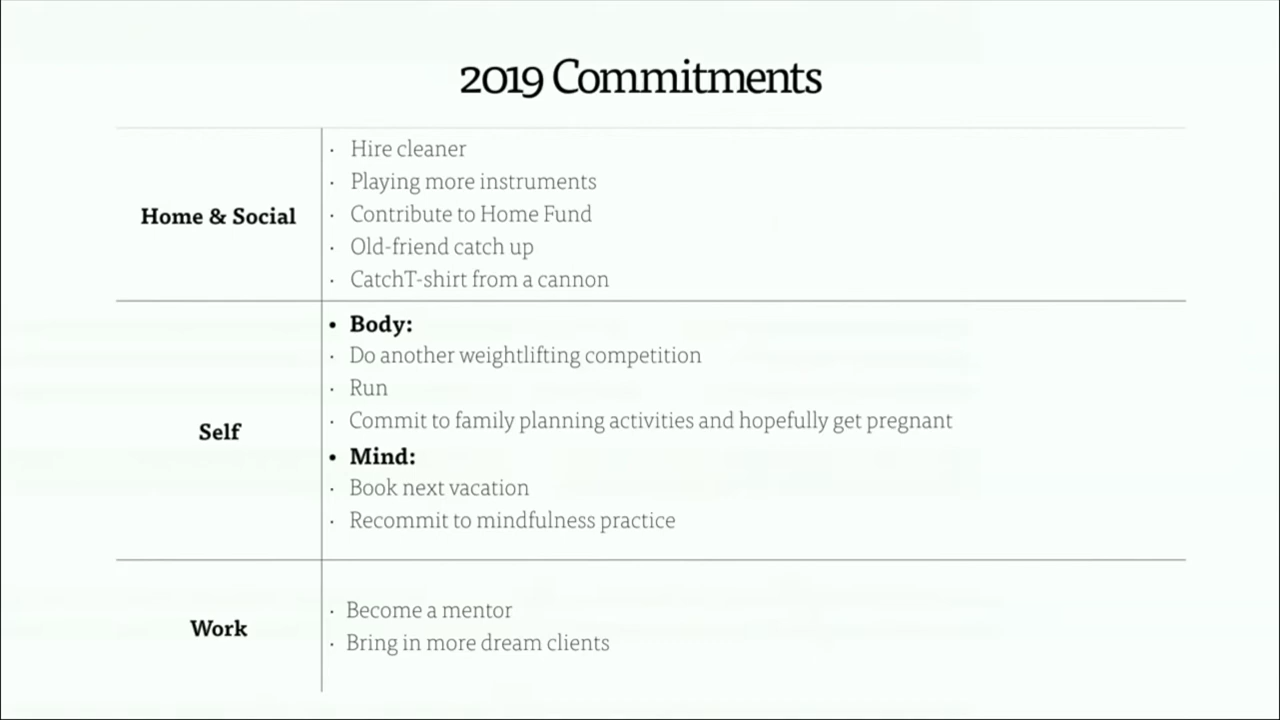 2019 Commitments
Home & Social
· Hire cleaner
· Playing more instruments
· Contribute to Home Fund
· Old-friend catch up
· CatchT-shirt from a cannon
Self
• Body:
· Do another weightlifting competition
· Run
· Commit to family planning activities and hopefully get pregnant
• Mind:
· Book next vacation
· Recommit to mindfulness practice
Work
· Become a mentor
· Bring in more dream clients